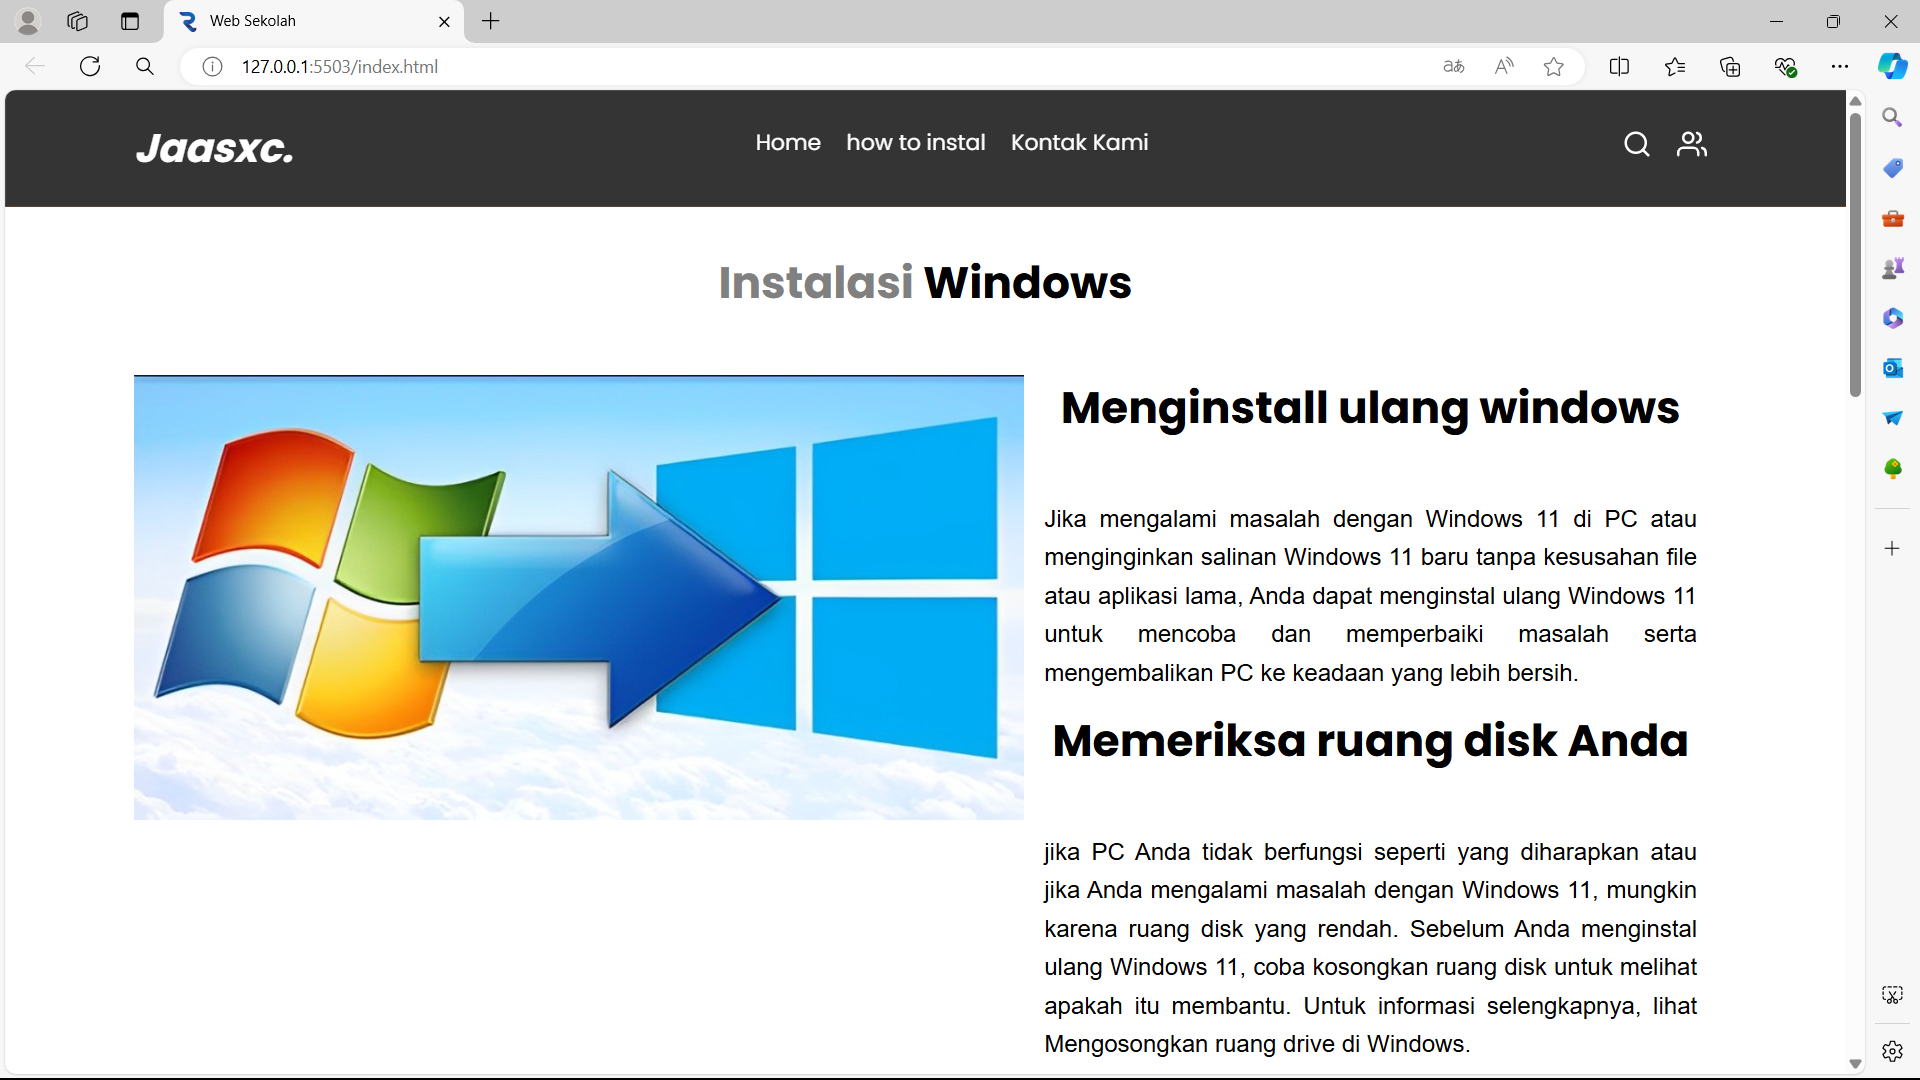 Web Sekolah
127.0.0.1:5503/index.html
Jaasxc.
Home how to instal Kontak Kami
Instalasi Windows
Menginstall ulang windows
Jika mengalami masalah dengan Windows 11 di PC atau
menginginkan salinan Windows 11 baru tanpa kesusahan file
atau aplikasi lama, Anda dapat menginstal ulang Windows 11
untuk mencoba dan memperbaiki masalah serta
mengembalikan PC ke keadaan yang lebih bersih.
Memeriksa ruang disk Anda
jika PC Anda tidak berfungsi seperti yang diharapkan atau
jika Anda mengalami masalah dengan Windows 11, mungkin
karena ruang disk yang rendah. Sebelum Anda menginstal
ulang Windows 11, coba kosongkan ruang disk untuk melihat
apakah itu membantu. Untuk informasi selengkapnya, lihat
Mengosongkan ruang drive di Windows.